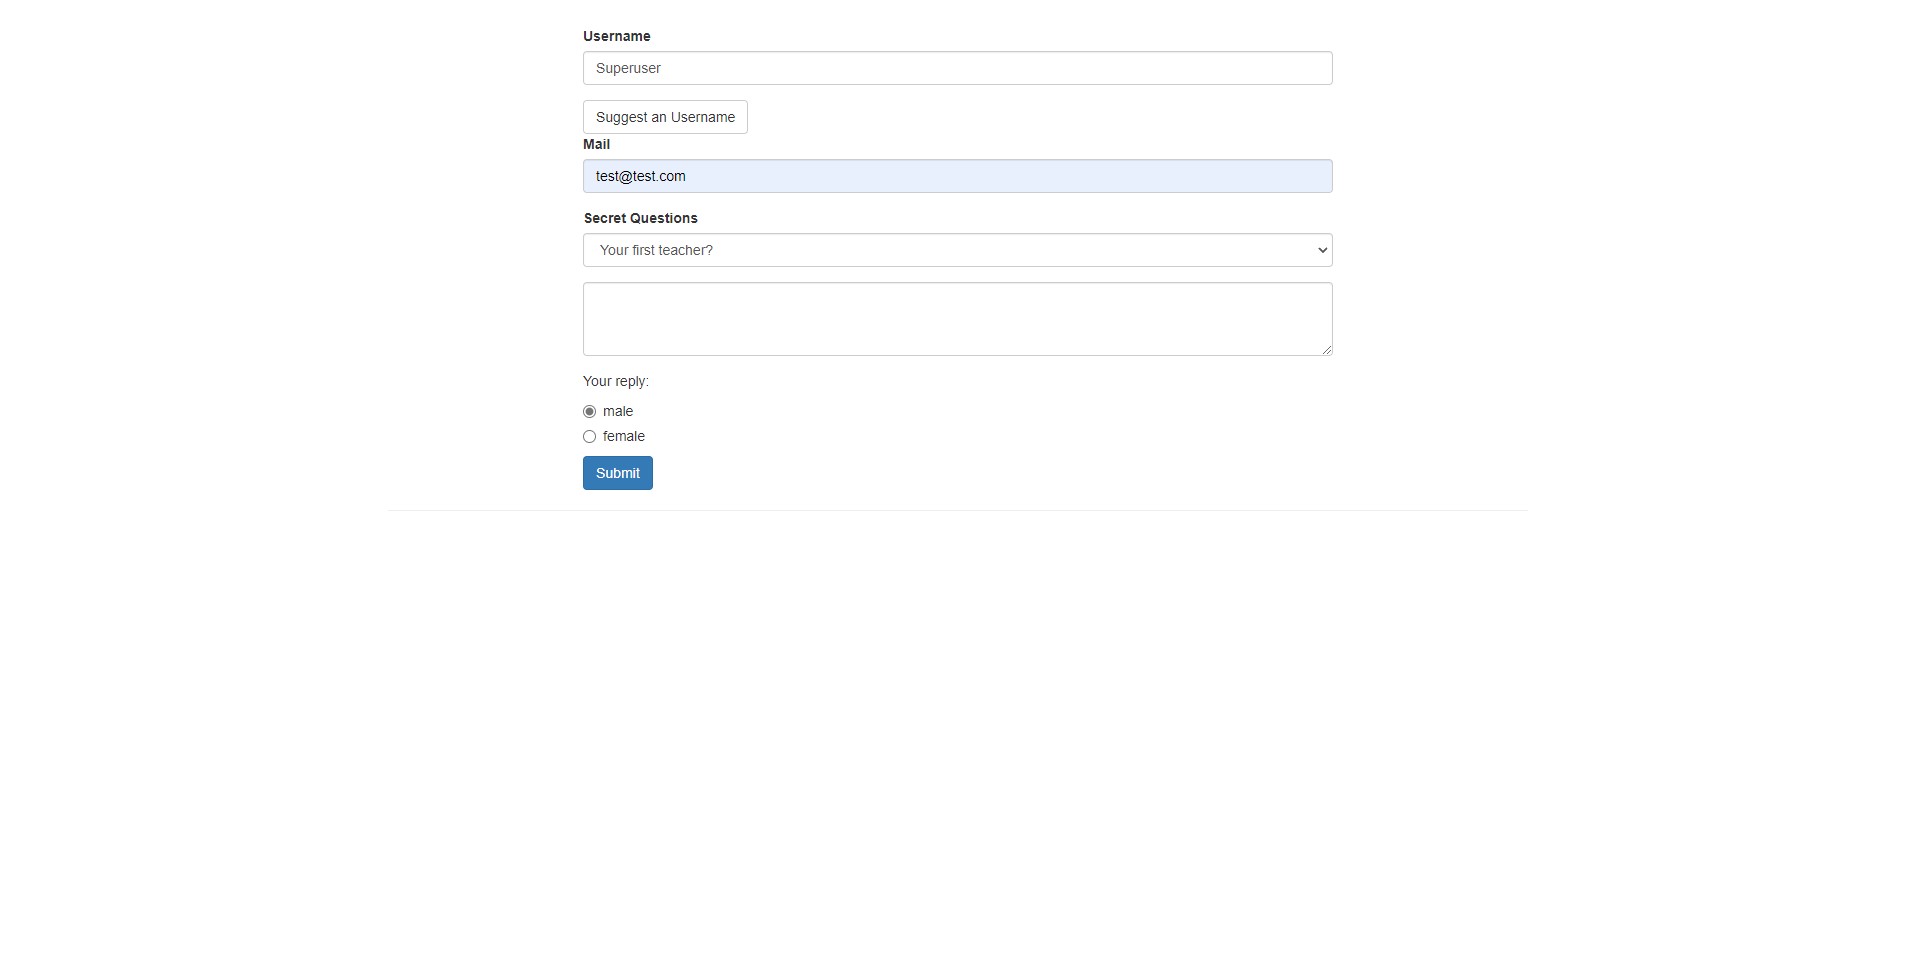 Username
Superuser
Suggest an Username
Mail
test@test.com
Secret Questions
Your first teacher?
Your reply:
male
female
Submit